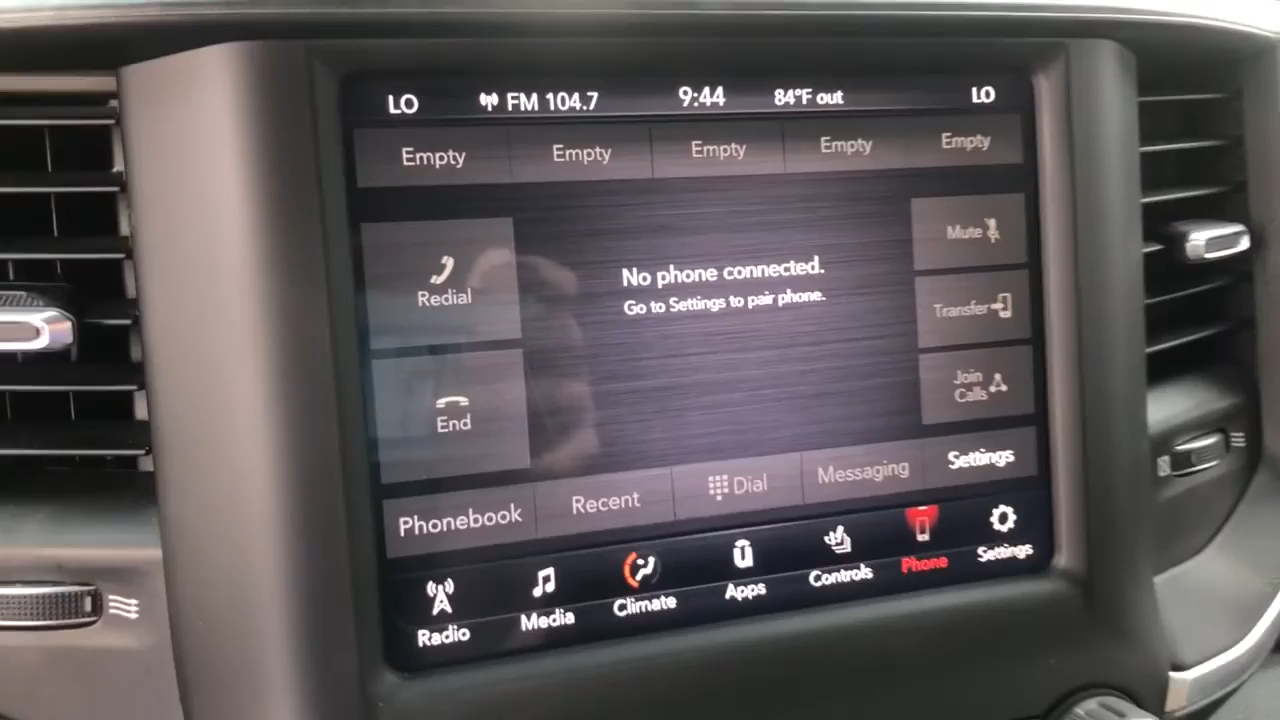 LO FM 104.7 9:44 84°F out LO
Empty Empty Empty Empty Empty
Redial
No phone connected.
Go to Settings to pair phone.
Mute
Transfer
End
Join
Calls
Phonebook Recent Dial Messaging Settings
Radio Media Climate Apps Controls Phone Settings